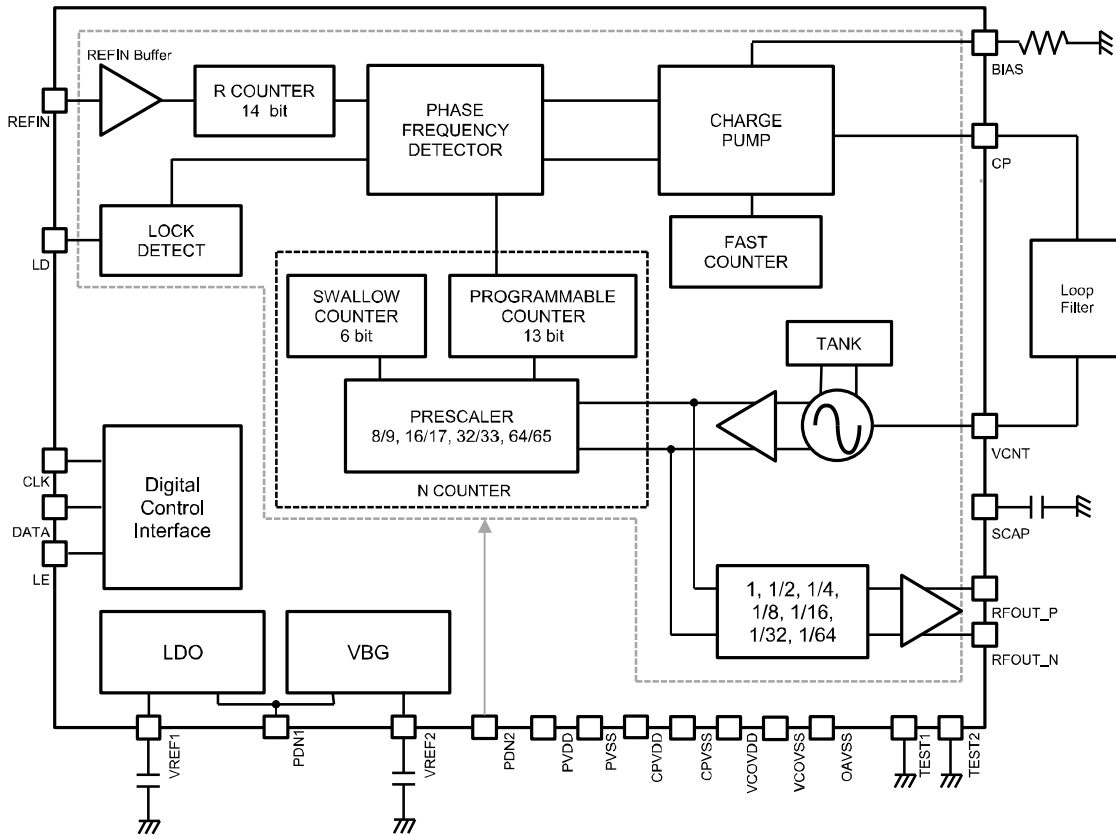 REFIN Buffer
R COUNTER
14 bit
PHASE
FREQUENCY
DETECTOR
CHARGE
PUMP
BIAS
REFIN
CP
LOCK
DETECT
LD
FAST
COUNTER
SWALLOW
COUNTER
6 bit
PROGRAMMABLE
COUNTER
13 bit
Loop
Filter
TANK
PRESCALER
8/9, 16/17, 32/33, 64/65
N COUNTER
VCNT
CLK
DATA
LE
Digital
Control
Interface
SCAP
1, 1/2, 1/4,
1/8, 1/16,
1/32, 1/64
RFOUT_P
RFOUT_N
LDO
VBG
VREF1
PDN1
VREF2
PDN2
PVDD
PVSS
CPVDD
CPVSS
VCOVDD
VCOVSS
OAVSS
TEST1
TEST2